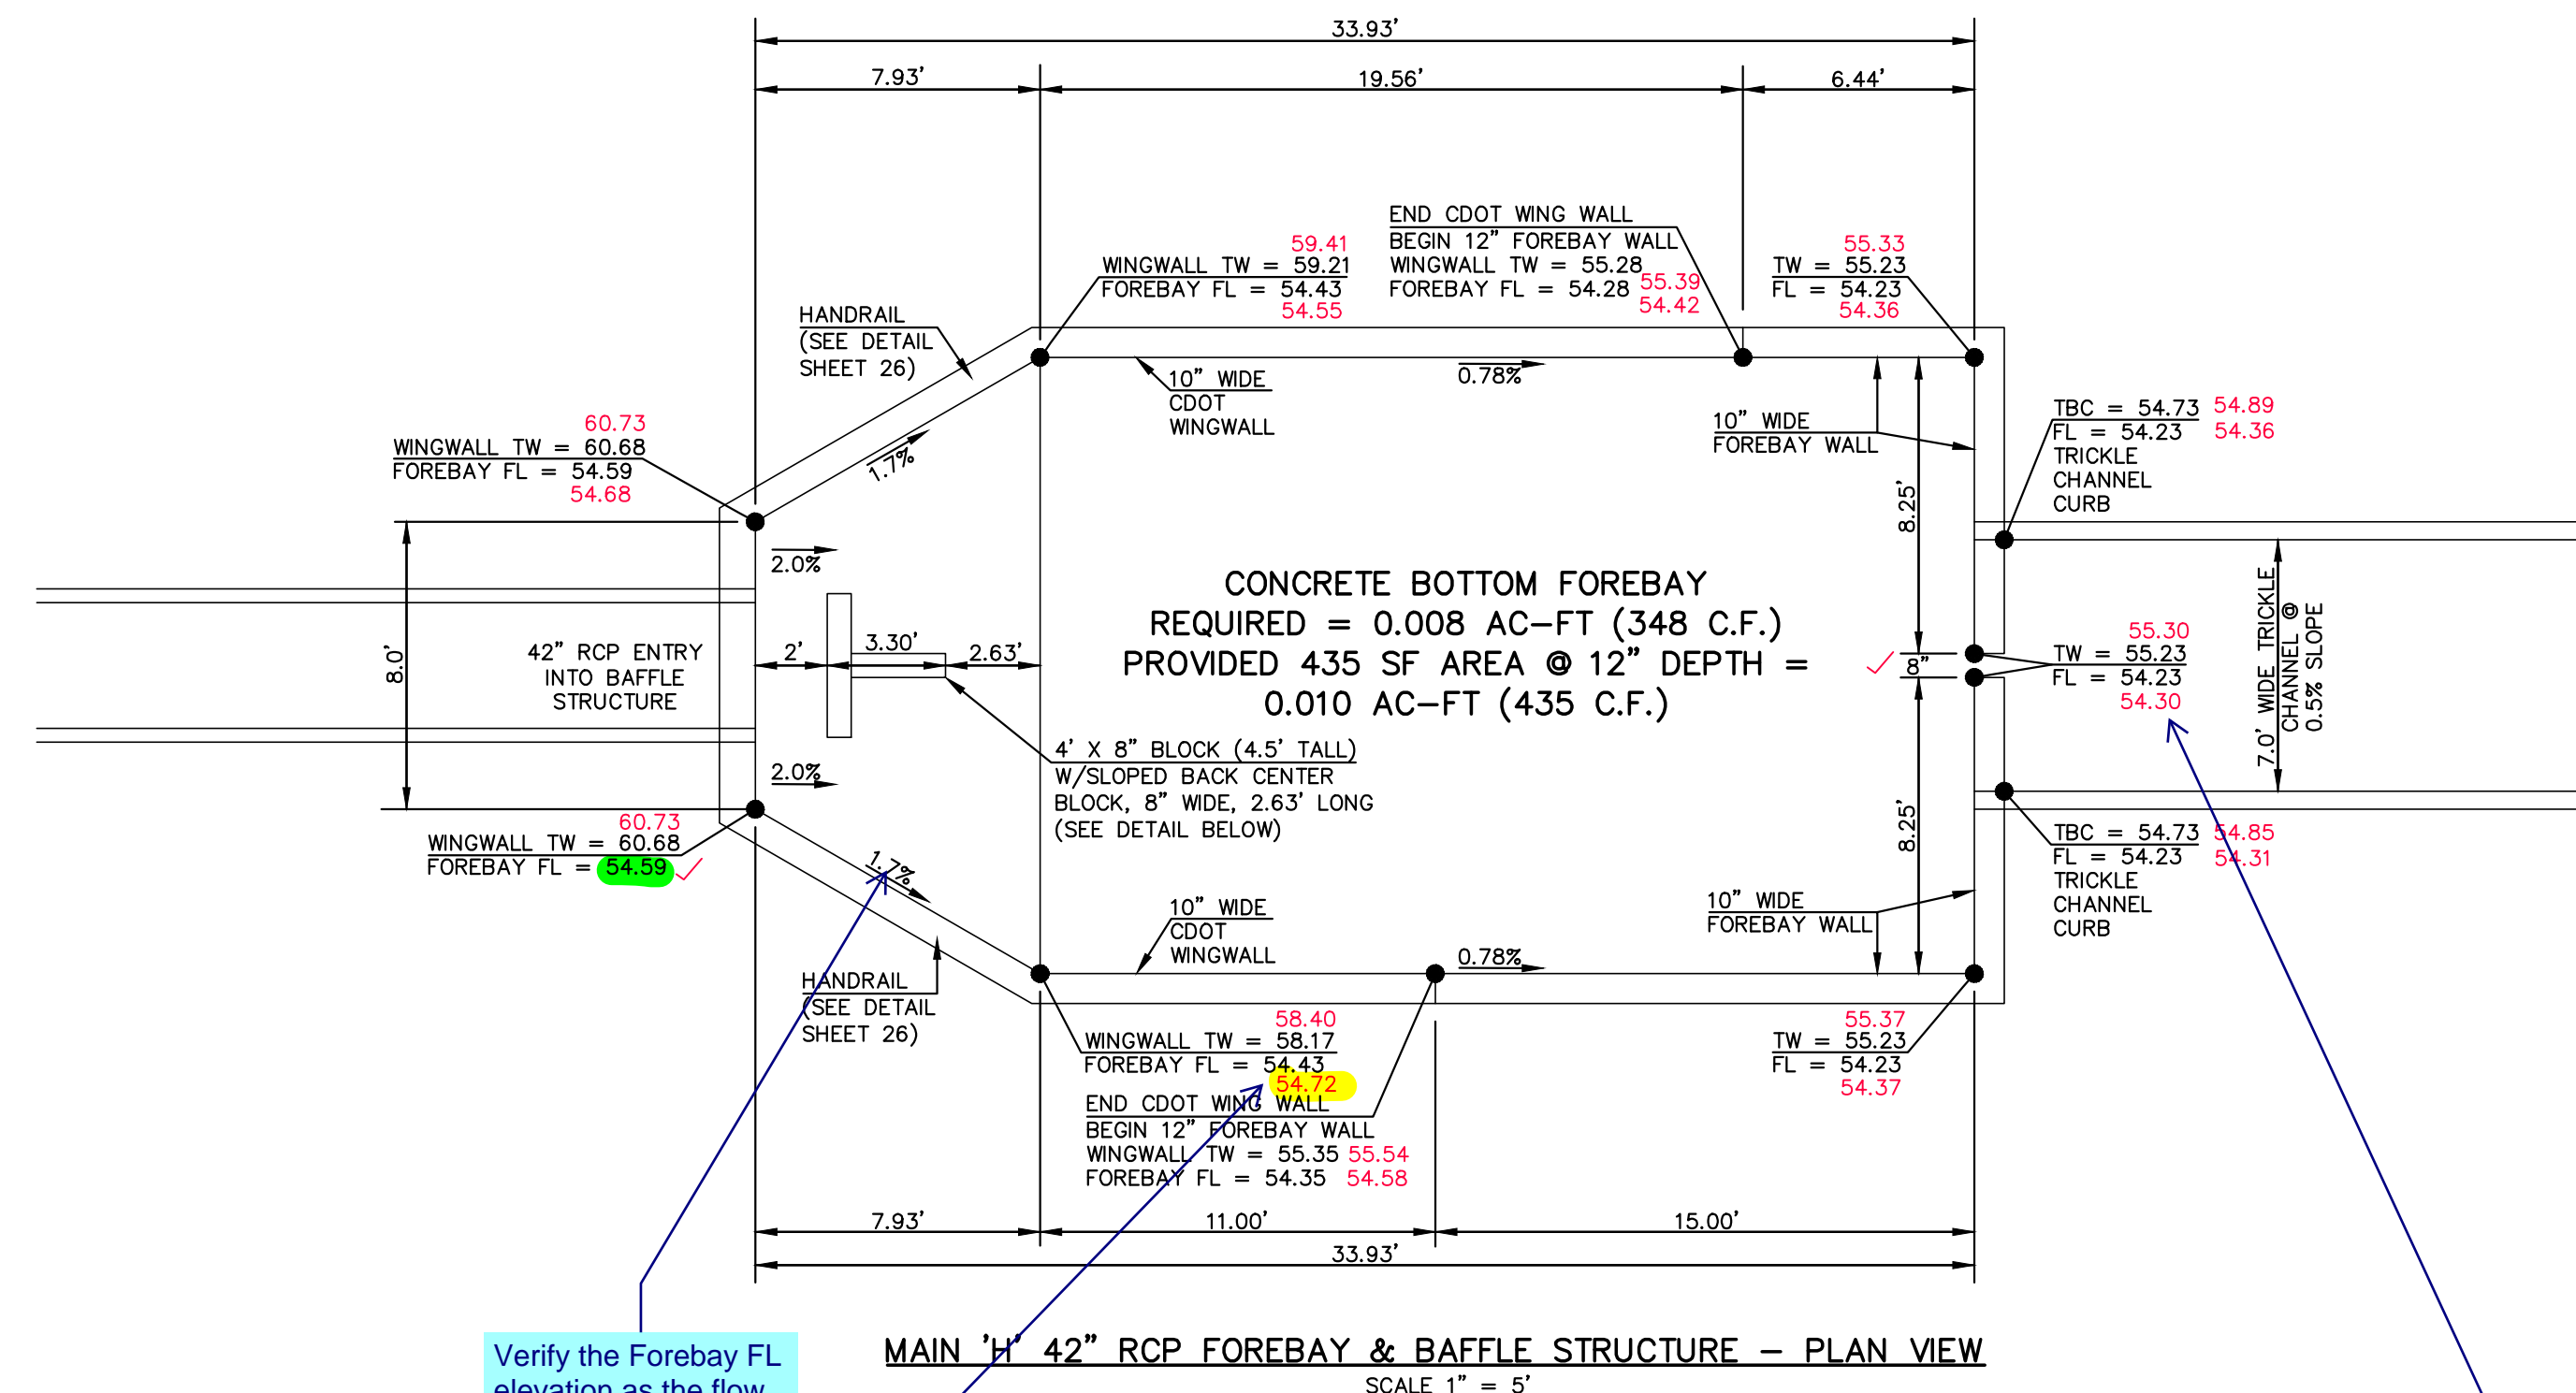 33.93'
7.93'
19.56'
6.44'
END CDOT WING WALL
BEGIN 12" FOREBAY WALL
WINGWALL TW = 55.28
FOREBAY FL = 54.28
55.39
54.42
59.41
WINGWALL TW = 59.21
FOREBAY FL = 54.43
54.55
55.33
TW = 55.23
FL = 54.23
54.36
HANDRAIL
(SEE DETAIL
SHEET 26)
10" WIDE
CDOT
WINGWALL
0.78%
10" WIDE
FOREBAY WALL
TBC = 54.73 54.89
FL = 54.23 54.36
TRICKLE
CHANNEL
CURB
60.73
WINGWALL TW = 60.68
FOREBAY FL = 54.59
54.68
1.7%
8.25'
2.0%
8.0'
42" RCP ENTRY
INTO BAFFLE
STRUCTURE
2'
3.30'
2.63'
CONCRETE BOTTOM FOREBAY
REQUIRED = 0.008 AC-FT (348 C.F.)
PROVIDED 435 SF AREA @ 12" DEPTH =
0.010 AC-FT (435 C.F.)
8"
55.30
TW = 55.23
FL = 54.23
54.30
7.0' WIDE TRICKLE
CHANNEL @
0.5% SLOPE
4' X 8" BLOCK (4.5' TALL)
W/SLOPED BACK CENTER
BLOCK, 8" WIDE, 2.63' LONG
(SEE DETAIL BELOW)
2.0%
60.73
WINGWALL TW = 60.68
FOREBAY FL = 54.59
1.7%
8.25'
TBC = 54.73 54.85
FL = 54.23 54.31
TRICKLE
CHANNEL
CURB
10" WIDE
CDOT
WINGWALL
0.78%
10" WIDE
FOREBAY WALL
HANDRAIL
(SEE DETAIL
SHEET 26)
58.40
WINGWALL TW = 58.17
FOREBAY FL = 54.43
54.72
END CDOT WING WALL
BEGIN 12" FOREBAY WALL
WINGWALL TW = 55.35 55.54
FOREBAY FL = 54.35 54.58
55.37
TW = 55.23
FL = 54.23
54.37
7.93'
11.00'
15.00'
33.93'
Verify the Forebay FL
elevation as the flow
MAIN 'H' 42" RCP FOREBAY & BAFFLE STRUCTURE – PLAN VIEW
SCALE 1" = 5'